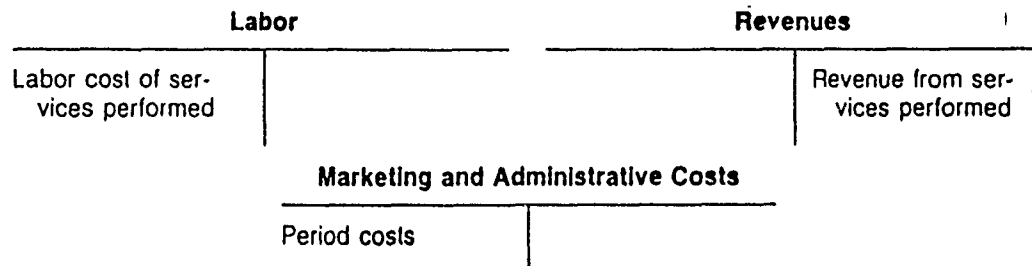 Labor
Revenues
Labor cost of ser-
vices performed
Revenue from ser-
vices performed
Marketing and Administrative Costs
Period costs